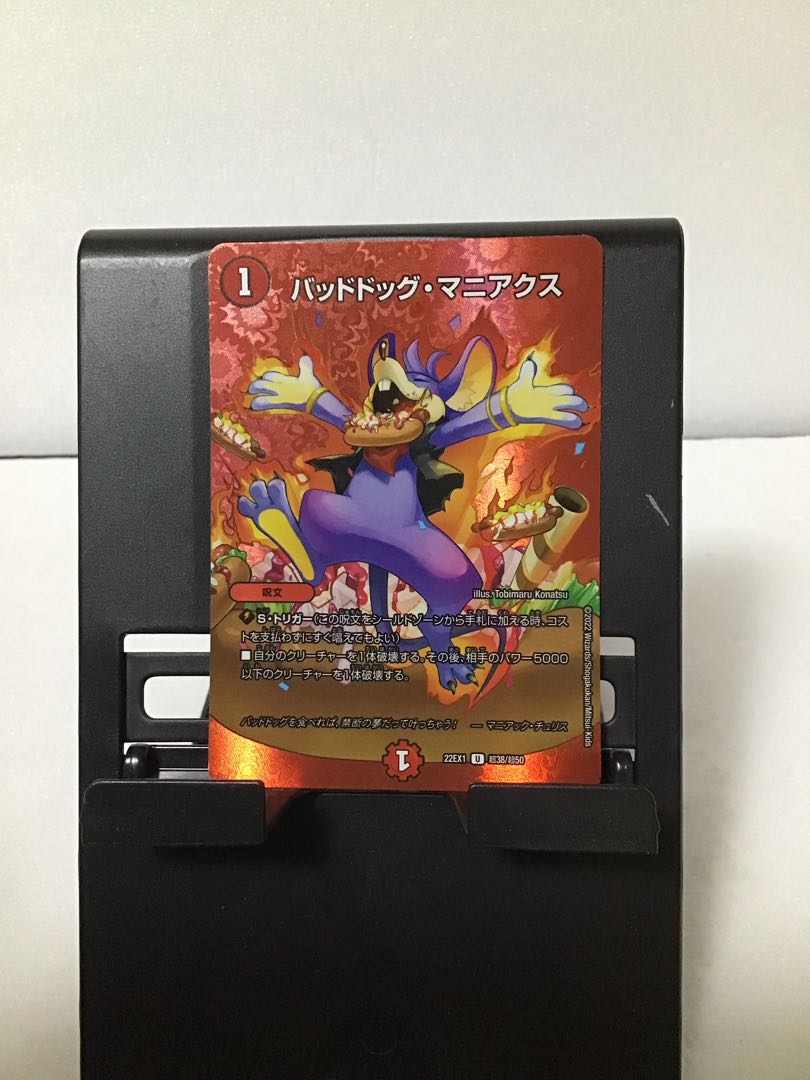 1
バッドドッグ・マニアクス
呪文
illus. Tobimaru Konatsu
S・トリガー(この呪文をシールドゾーンから手札に加える時、コス
トを支払わずにすぐ唱えてもよい)
■ 自分のクリーチャーを1体破壊する。その後、相手のパワー5000
以下のクリーチャーを1体破壊する。
バッドドッグを食べれば、禁断の夢だって叶っちゃう! ― マニアック・チュリス
1
22EX1 U 超38/超50
©2022 Wizards/Shogakukan/Mitsui-Kids